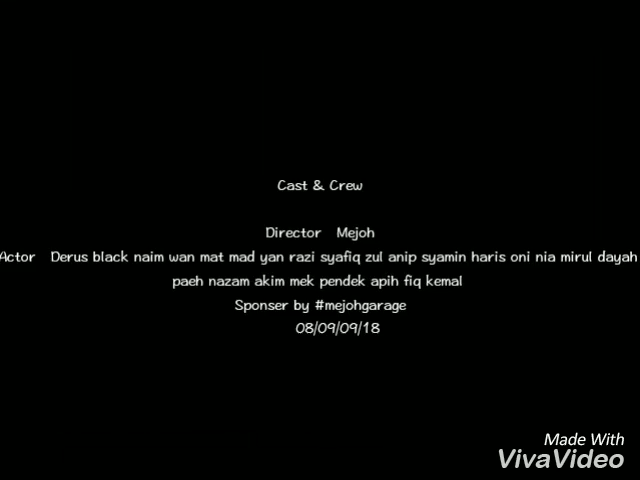 Cast & Crew
Director Mejoh
Actor Derus black naim wan mat mad yan razi syafiq zul anip syamin haris oni nia mirul dayah
paeh nazam akim mek pendek apih fiq kemal
Sponser by #mejohgarage
08/09/09/18
Made With
VivaVideo